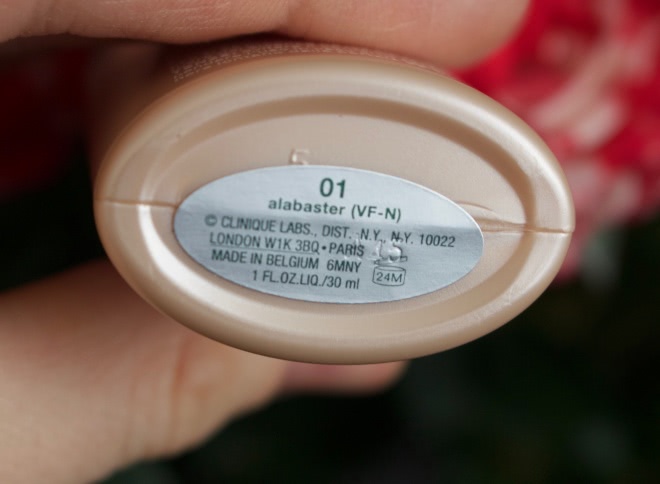 01
alabaster (VF-N)
© CLINIQUE LABS., DIST., N.Y., N.Y. 10022
LONDON W1K 3BQ • PARIS
MADE IN BELGIUM 6MNY
1 FL.OZ.LIQ./30 ml
24M